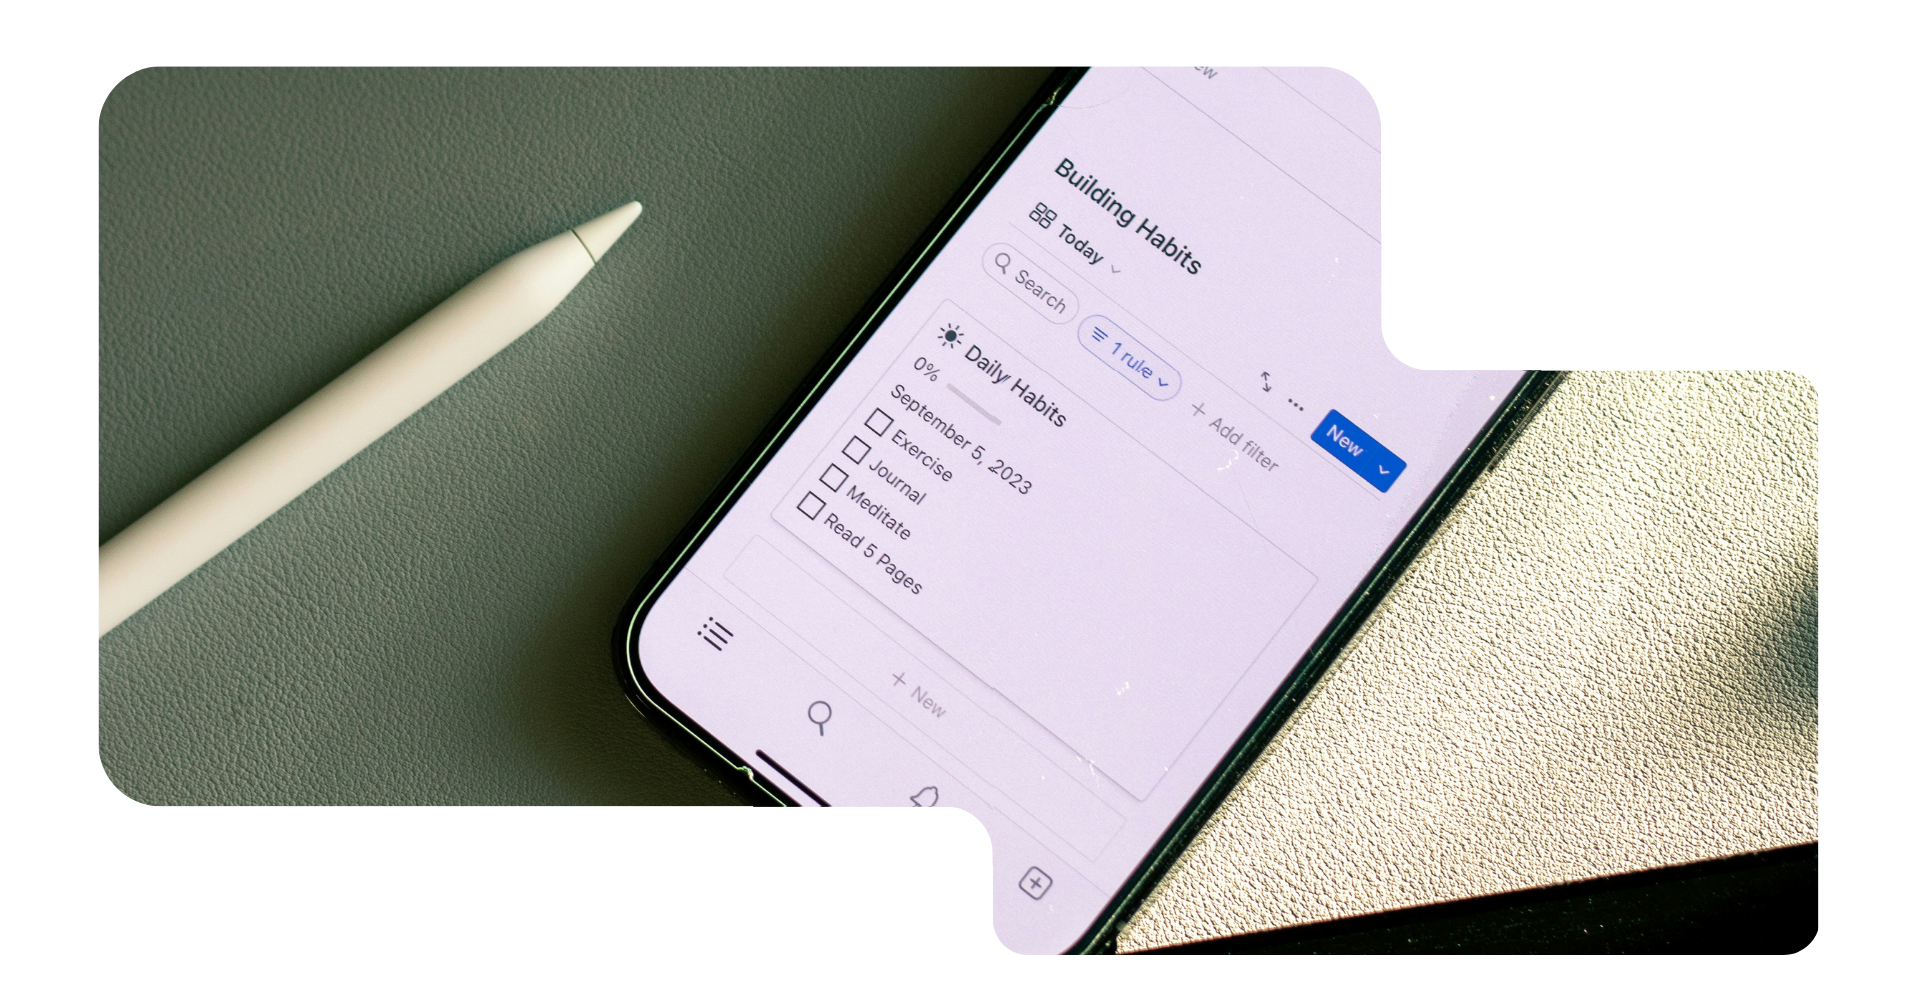 Building Habits
Today
Search
1 rule
Add filter
New
Daily Habits
0%
September 5, 2023
Exercise
Journal
Meditate
Read 5 Pages
+ New